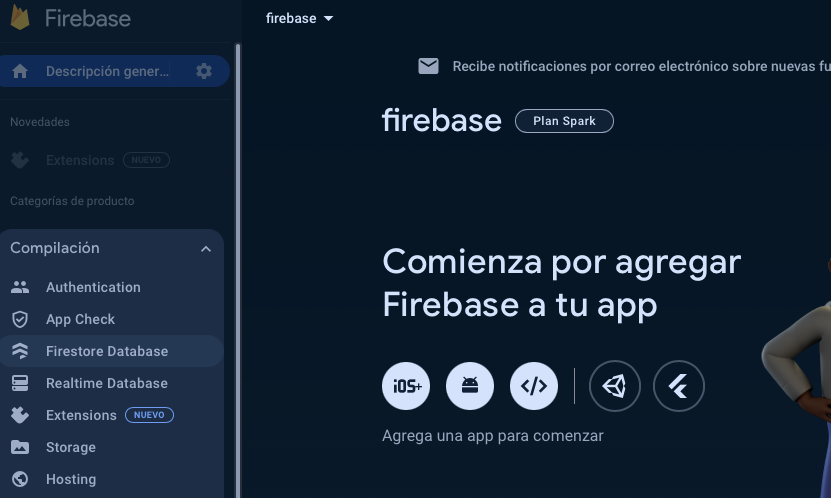 Firebase
firebase
Descripción gener...
Recibe notificaciones por correo electrónico sobre nuevas fu
firebase
Plan Spark
Novedades
Extensions NUEVO
Categorías de producto
Compilación
Authentication
App Check
Firestore Database
Realtime Database
Extensions NUEVO
Storage
Hosting
Comienza por agregar
Firebase a tu app
iOS+
</>
Agrega una app para comenzar